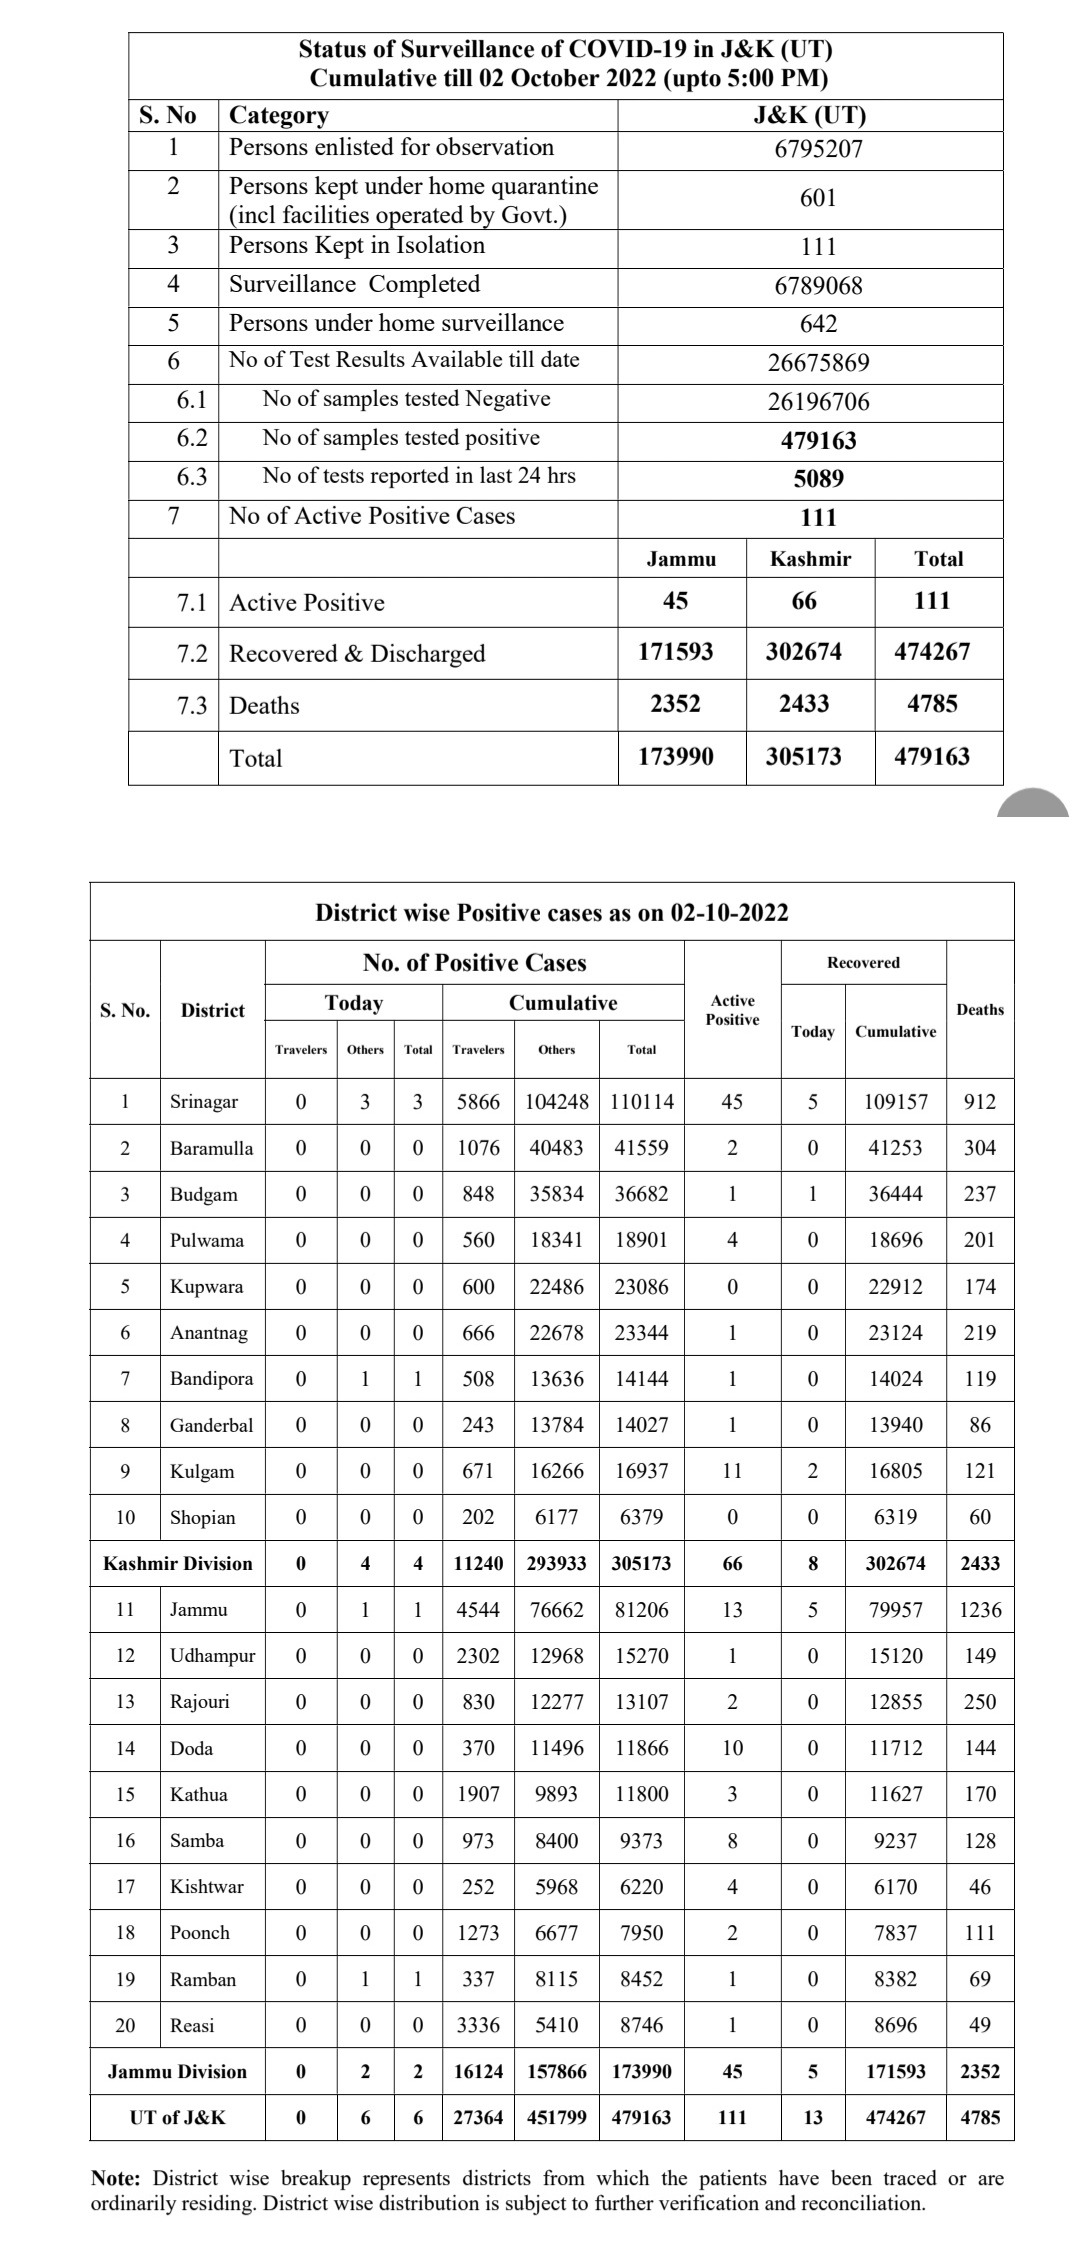 Status of Surveillance of COVID-19 in J&K (UT)
Cumulative till 02 October 2022 (upto 5:00 PM)
S. No Category J&K (UT)
1 Persons enlisted for observation 6795207
2 Persons kept under home quarantine
(incl facilities operated by Govt.) 601
3 Persons Kept in Isolation 111
4 Surveillance Completed 6789068
5 Persons under home surveillance 642
6 No of Test Results Available till date 26675869
6.1 No of samples tested Negative 26196706
6.2 No of samples tested positive 479163
6.3 No of tests reported in last 24 hrs 5089
7 No of Active Positive Cases 111
Jammu Kashmir Total
7.1 Active Positive 45 66 111
7.2 Recovered & Discharged 171593 302674 474267
7.3 Deaths 2352 2433 4785
Total 173990 305173 479163
District wise Positive cases as on 02-10-2022
S. No. District No. of Positive Cases Active Positive Recovered Deaths
Today Cumulative Today Cumulative
Travelers Others Total Travelers Others Total
1 Srinagar 0 3 3 5866 104248 110114 45 5 109157 912
2 Baramulla 0 0 0 1076 40483 41559 2 0 41253 304
3 Budgam 0 0 0 848 35834 36682 1 1 36444 237
4 Pulwama 0 0 0 560 18341 18901 4 0 18696 201
5 Kupwara 0 0 0 600 22486 23086 0 0 22912 174
6 Anantnag 0 0 0 666 22678 23344 1 0 23124 219
7 Bandipora 0 1 1 508 13636 14144 1 0 14024 119
8 Ganderbal 0 0 0 243 13784 14027 1 0 13940 86
9 Kulgam 0 0 0 671 16266 16937 11 2 16805 121
10 Shopian 0 0 0 202 6177 6379 0 0 6319 60
Kashmir Division 0 4 4 11240 293933 305173 66 8 302674 2433
11 Jammu 0 1 1 4544 76662 81206 13 5 79957 1236
12 Udhampur 0 0 0 2302 12968 15270 1 0 15120 149
13 Rajouri 0 0 0 830 12277 13107 2 0 12855 250
14 Doda 0 0 0 370 11496 11866 10 0 11712 144
15 Kathua 0 0 0 1907 9893 11800 3 0 11627 170
16 Samba 0 0 0 973 8400 9373 8 0 9237 128
17 Kishtwar 0 0 0 252 5968 6220 4 0 6170 46
18 Poonch 0 0 0 1273 6677 7950 2 0 7837 111
19 Ramban 0 1 1 337 8115 8452 1 0 8382 69
20 Reasi 0 0 0 3336 5410 8746 1 0 8696 49
Jammu Division 0 2 2 16124 157866 173990 45 5 171593 2352
UT of J&K 0 6 6 27364 451799 479163 111 13 474267 4785
Note: District wise breakup represents districts from which the patients have been traced or are
ordinarily residing. District wise distribution is subject to further verification and reconciliation.